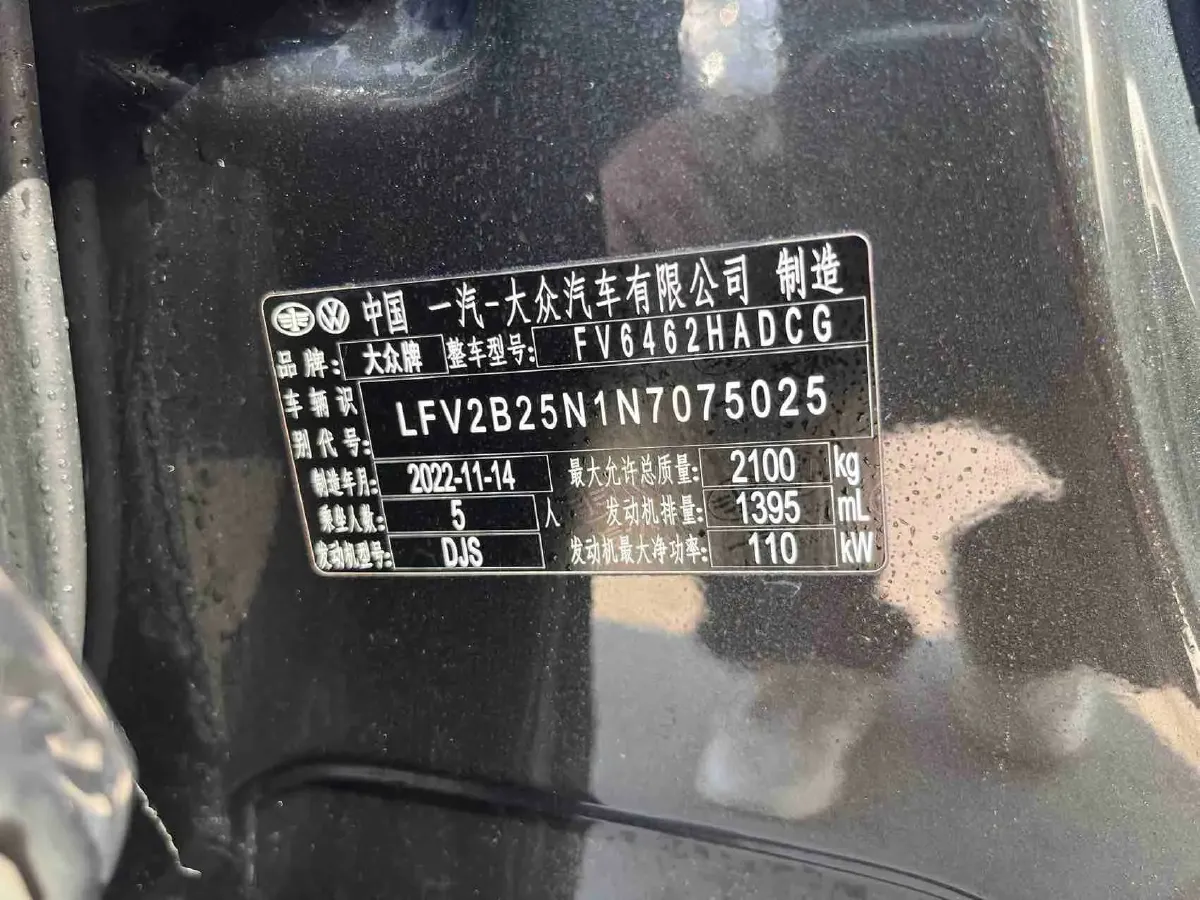 中国 一汽-大众汽车有限公司 制造
品牌: 大众牌 整车型号: FV6462HADCG
车辆识别代号: LFV2B25N1N7075025
制造年月: 2022-11-14 最大允许总质量: 2100 kg
乘坐人数: 5 人 发动机排量: 1395 mL
发动机型号: DJS 发动机最大净功率: 110 kW